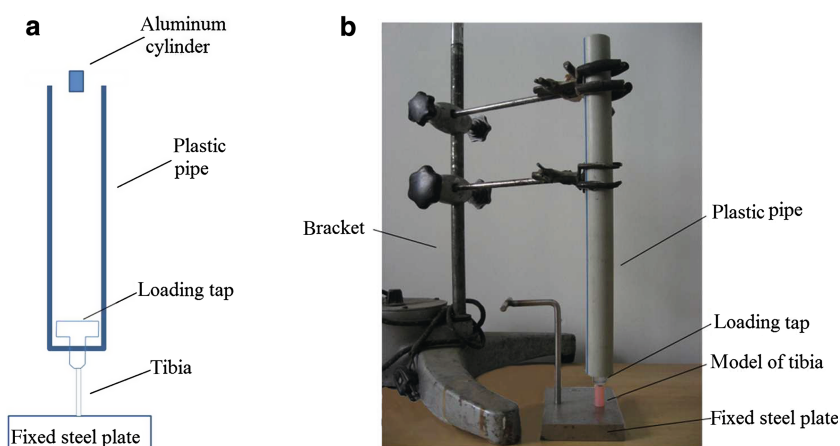 a
Aluminum
cylinder
Plastic
pipe
Loading tap
Tibia
Fixed steel plate
b
Bracket
Plastic pipe
Loading tap
Model of tibia
Fixed steel plate